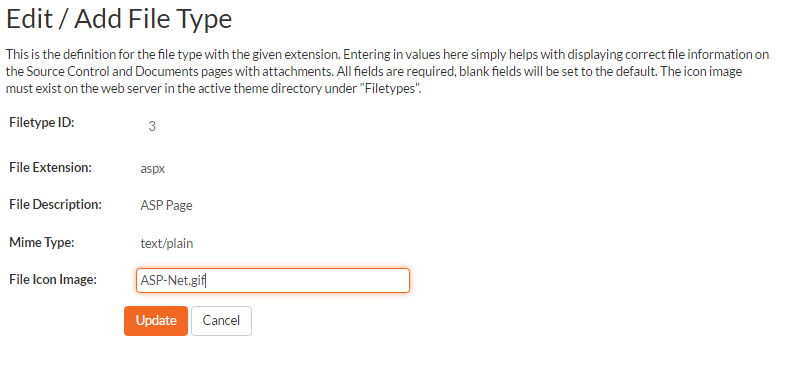 Edit / Add File Type
This is the definition for the file type with the given extension. Entering in values here simply helps with displaying correct file information on
the Source Control and Documents pages with attachments. All fields are required, blank fields will be set to the default. The icon image
must exist on the web server in the active theme directory under "Filetypes".
Filetype ID: 3
File Extension: aspx
File Description: ASP Page
Mime Type: text/plain
File Icon Image: ASP-Net.gif
Update Cancel